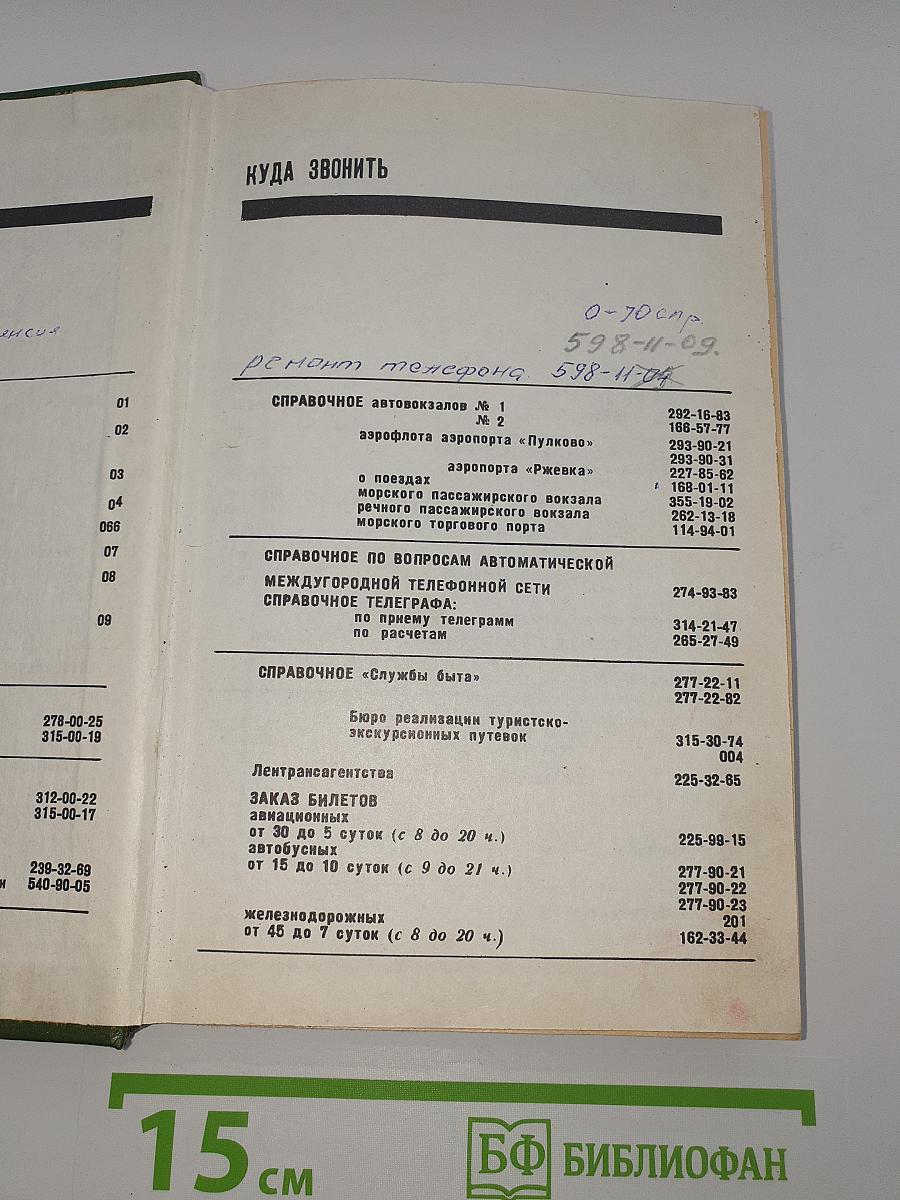 01
02
03
04
066
07
08
09
278-00-25
315-00-19
312-00-22
315-00-17
239-32-69
и 540-90-05
КУДА ЗВОНИТЬ
0-70 спр.
598-11-09.
ремонт телефона 598-11-
СПРАВОЧНОЕ автовокзалов № 1 292-16-83
№ 2 166-57-77
аэрофлота аэропорта «Пулково» 293-90-21
293-90-31
аэропорта «Ржевка» 227-85-62
о поездах 168-01-11
морского пассажирского вокзала 355-19-02
речного пассажирского вокзала 262-13-18
морского торгового порта 114-94-01
СПРАВОЧНОЕ ПО ВОПРОСАМ АВТОМАТИЧЕСКОЙ
МЕЖДУГОРОДНОЙ ТЕЛЕФОННОЙ СЕТИ 274-93-83
СПРАВОЧНОЕ ТЕЛЕГРАФА:
по приему телеграмм 314-21-47
по расчетам 265-27-49
СПРАВОЧНОЕ «Службы быта» 277-22-11
277-22-82
Бюро реализации туристско-
экскурсионных путевок 315-30-74
004
Лентрансагентства 225-32-65
ЗАКАЗ БИЛЕТОВ
авиационных
от 30 до 5 суток (с 8 до 20 ч.) 225-99-15
автобусных
от 15 до 10 суток (с 9 до 21 ч.) 277-90-21
277-90-22
277-90-23
железнодорожных 201
от 45 до 7 суток (с 8 до 20 ч.) 162-33-44
15 см
БФ БИБЛИОФАН